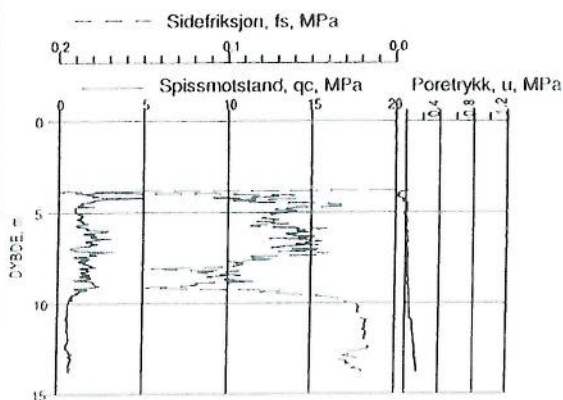 Sidefriksjon, fs, MPa
0,2 0,1 0,0
Spissmotstand, qc, MPa Poretrykk, u, MPa
0 5 10 15 20 0,4 0,8 1,2
0
5
10
15
DYBDE, m